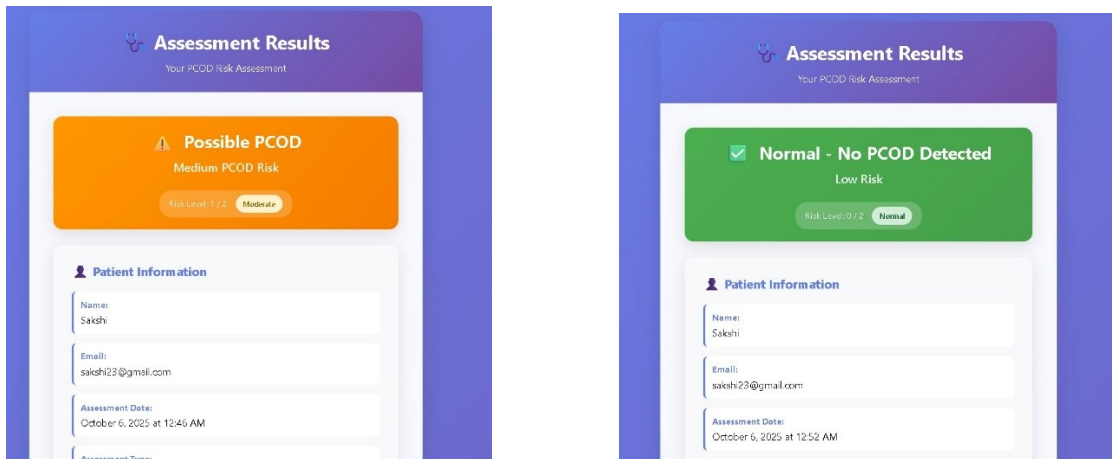 Assessment Results
Your PCOD Risk Assessment
Possible PCOD
Medium PCOD Risk
Risk Level: 1 / 2 Moderate
Patient Information
Name:
Sakshi
Email:
sakshi23@gmail.com
Assessment Date:
October 6, 2025 at 12:46 AM
Assessment Type:
Assessment Results
Your PCOD Risk Assessment
Normal - No PCOD Detected
Low Risk
Risk Level: 0 / 2 Normal
Patient Information
Name:
Sakshi
Email:
sakshi23@gmail.com
Assessment Date:
October 6, 2025 at 12:52 AM